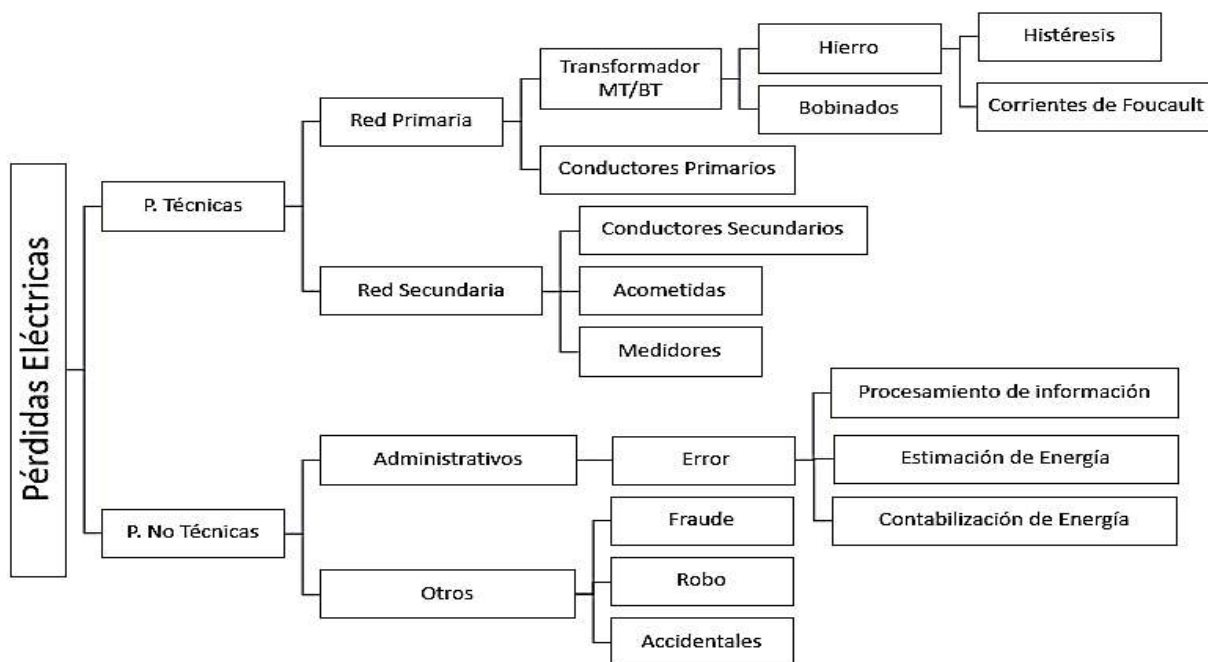 Pérdidas Eléctricas
P. Técnicas
Red Primaria
Transformador
MT/BT
Hierro
Histéresis
Corrientes de Foucault
Bobinados
Conductores Primarios
Red Secundaria
Conductores Secundarios
Acometidas
Medidores
P. No Técnicas
Administrativos
Error
Procesamiento de información
Estimación de Energía
Contabilización de Energía
Otros
Fraude
Robo
Accidentales